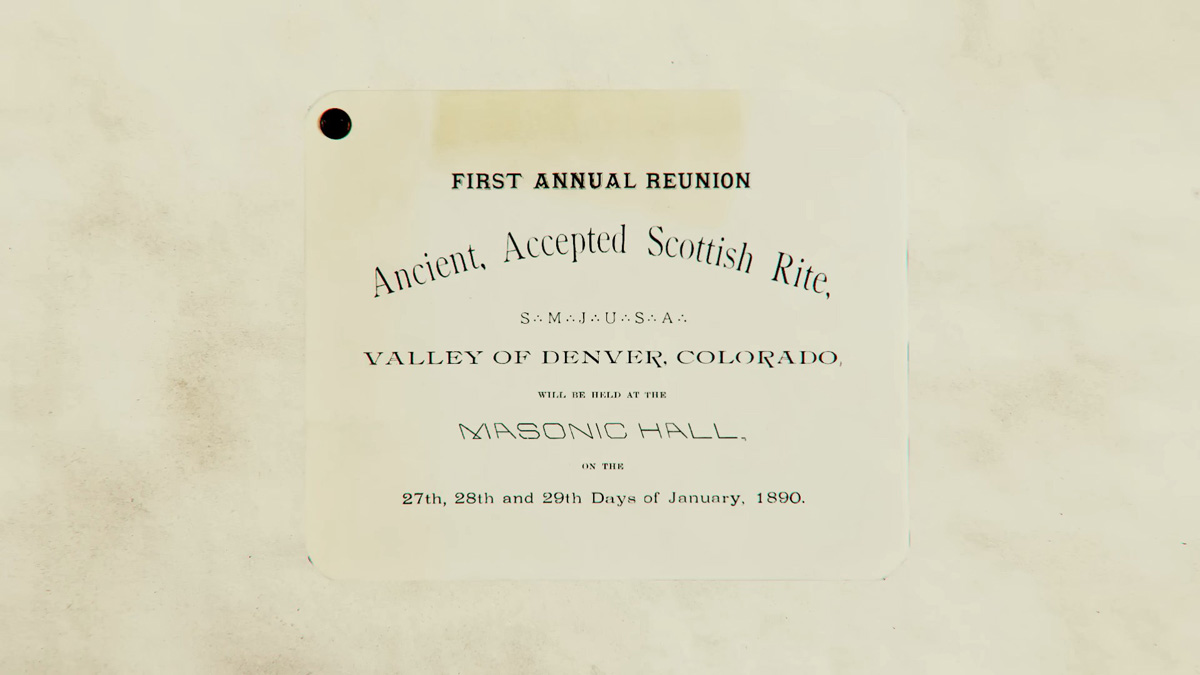 FIRST ANNUAL REUNION
Ancient, Accepted Scottish Rite,
S∴M∴J∴U∴S∴A∴
VALLEY OF DENVER, COLORADO,
WILL BE HELD AT THE
MASONIC HALL,
ON THE
27th, 28th and 29th Days of January, 1890.